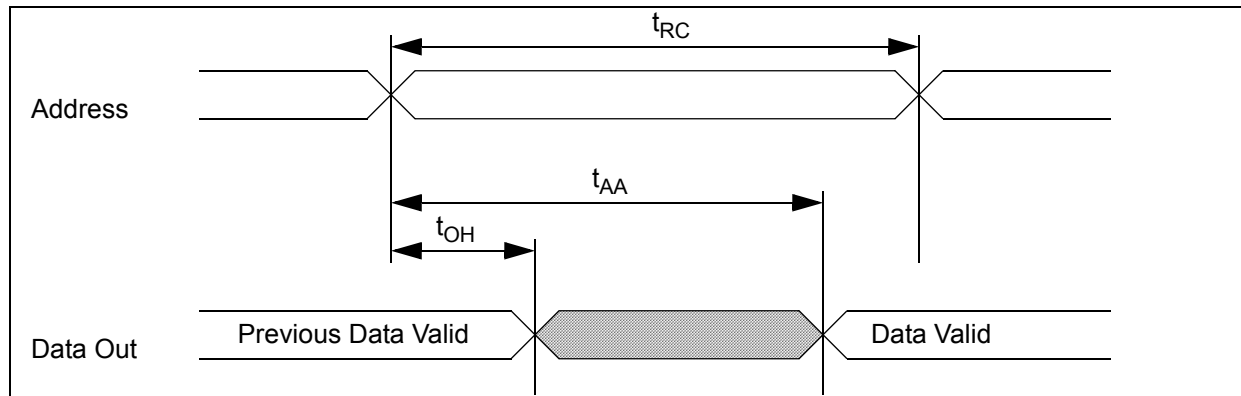 tRC
Address
tAA
tOH
Previous Data Valid
Data Valid
Data Out